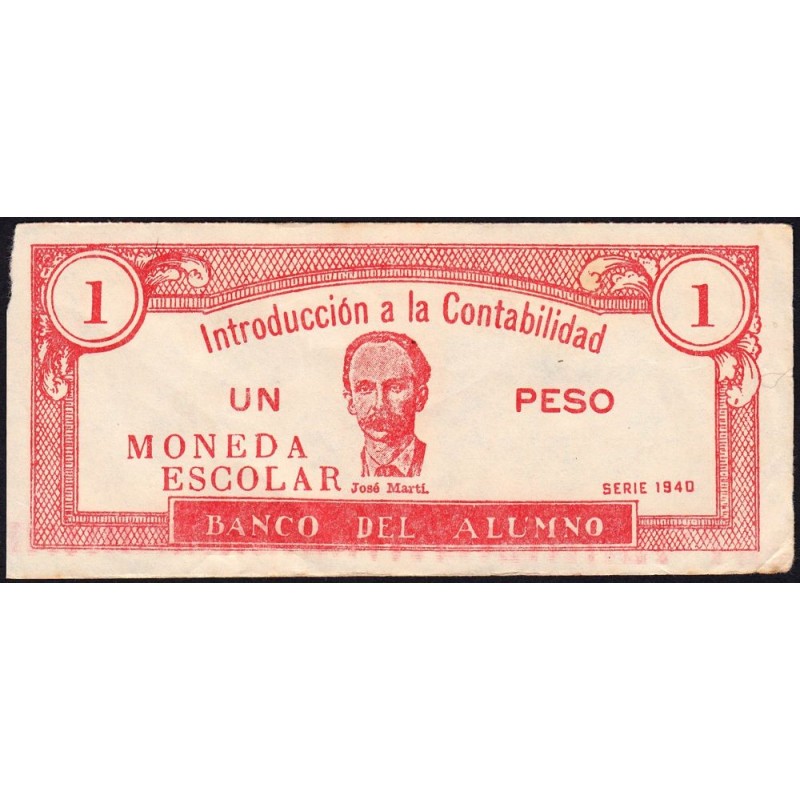 1 1
Introducción a la Contabilidad
UN PESO
MONEDA
ESCOLAR
José Martí.
SERIE 1940
BANCO DEL ALUMNO